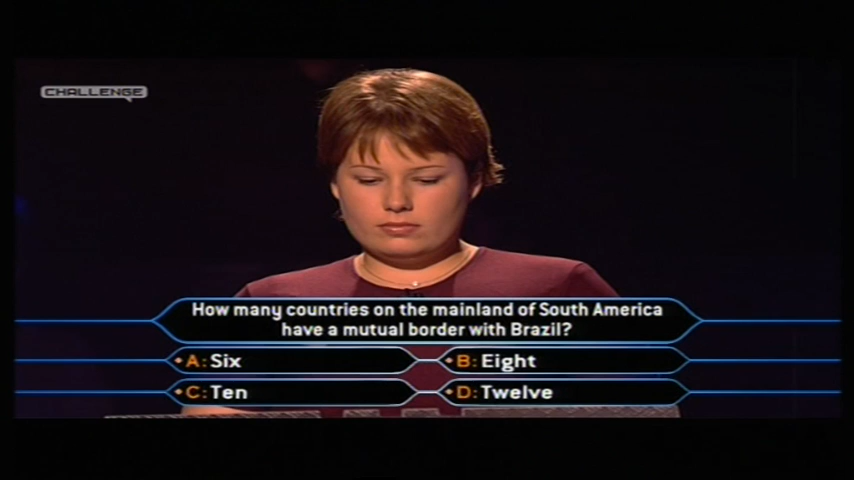 CHALLENGE
How many countries on the mainland of South America
have a mutual border with Brazil?
A: Six
B: Eight
C: Ten
D: Twelve